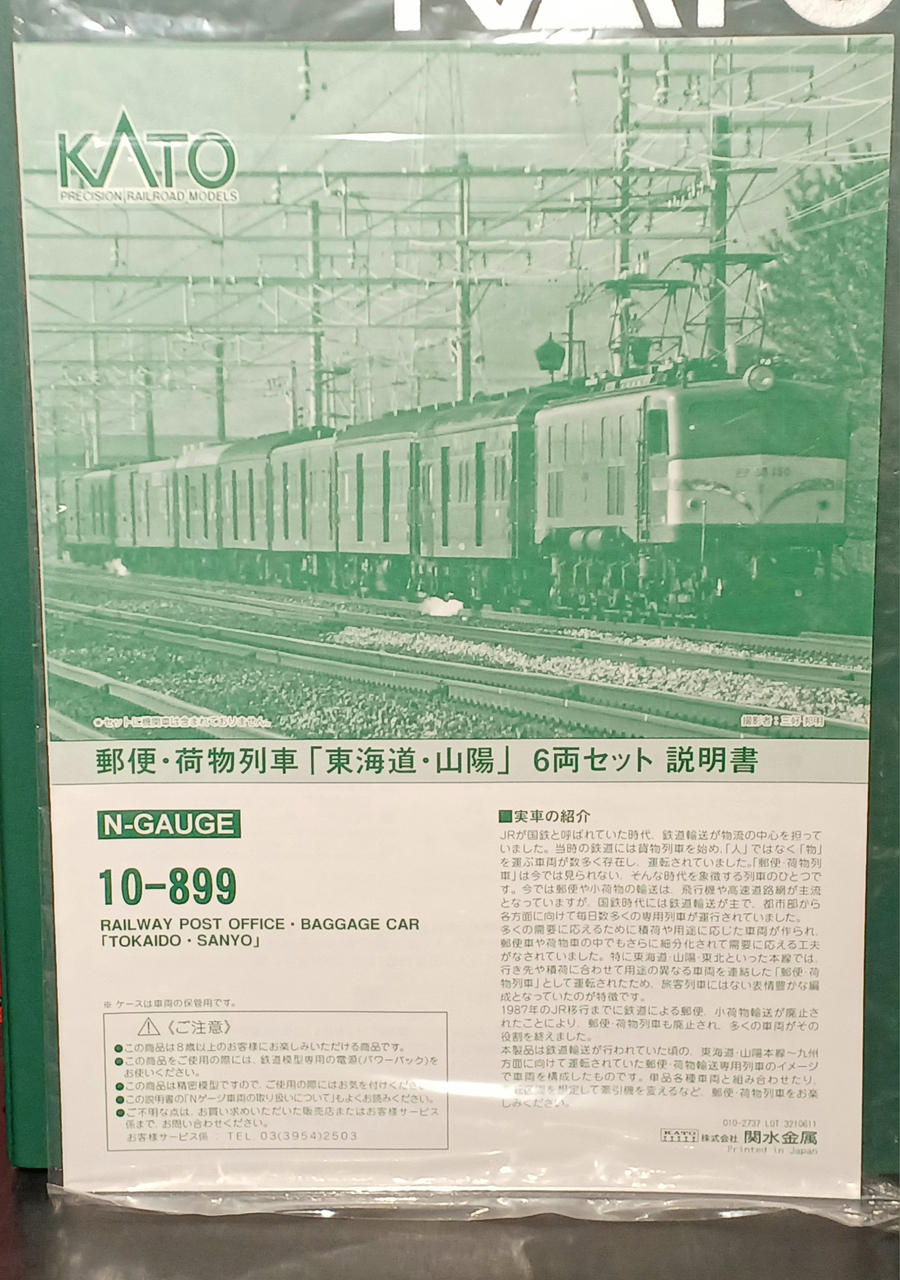 KATO
KATO
PRECISION RAILROAD MODELS
EF 58
※セットに機関車は含まれておりません。
撮影者:三好 邦明
郵便・荷物列車「東海道・山陽」 6両セット 説明書
N-GAUGE
10-899
RAILWAY POST OFFICE・BAGGAGE CAR
「TOKAIDO・SANYO」
※ ケースは車両の保管用です。
⚠《ご注意》
●この商品は8歳以上のお客様にお楽しみいただける商品です。
●この商品をご使用の際には、鉄道模型専用の電源(パワーパック)を
お使いください。
●この商品は精密模型ですので、ご使用の際にはお気を付けくだ
●この説明書の「Nゲージ車両の取り扱いについて」もよくお読みください。
●ご不明な点は、お買い求めいただいた販売店またはお客様サービス
係まで、お問い合わせください。
お客様サービス係 : TEL. 03(3954)2503
■実車の紹介
JRが国鉄と呼ばれていた時代、鉄道輸送が物流の中心を担って
いました。当時の鉄道には貨物列車を始め、「人」ではなく「物」
を運ぶ車両が数多く存在し、運転されていました。「郵便・荷物列
車」は今では見られない、そんな時代を象徴する列車のひとつで
す。今では郵便や小荷物の輸送は、飛行機や高速道路網が主流
となっていますが、国鉄時代には鉄道輸送が主で、都市部から
各方面に向けて毎日数多くの専用列車が運行されていました。
多くの需要に応えるために積荷や用途に応じた車両が作られ、
郵便車や荷物車の中でもさらに細分化されて需要に応える工夫
がなされていました。特に東海道・山陽・東北といった本線では、
行き先や積荷に合わせて用途の異なる車両を連結した「郵便・荷
物列車」として運転されたため、旅客列車にはない表情豊かな編
成となっていたのが特徴です。
1987年のJR移行までに鉄道による郵便、小荷物輸送が廃止さ
れたことにより、郵便・荷物列車も廃止され、多くの車両がその
役割を終えました。
本製品は鉄道輸送が行われていた頃の、東海道・山陽本線〜九州
方面に向けて運転されていた郵便・荷物輸送専用列車のイメージ
で車両を構成したものです。単品各種車両と組み合わせたり、
区間を想定して牽引機を変えるなど、郵便・荷物列車をお楽
しみください。
010-2737 LOT 3210611
KATO 株式会社 関水金属
Printed in Japan